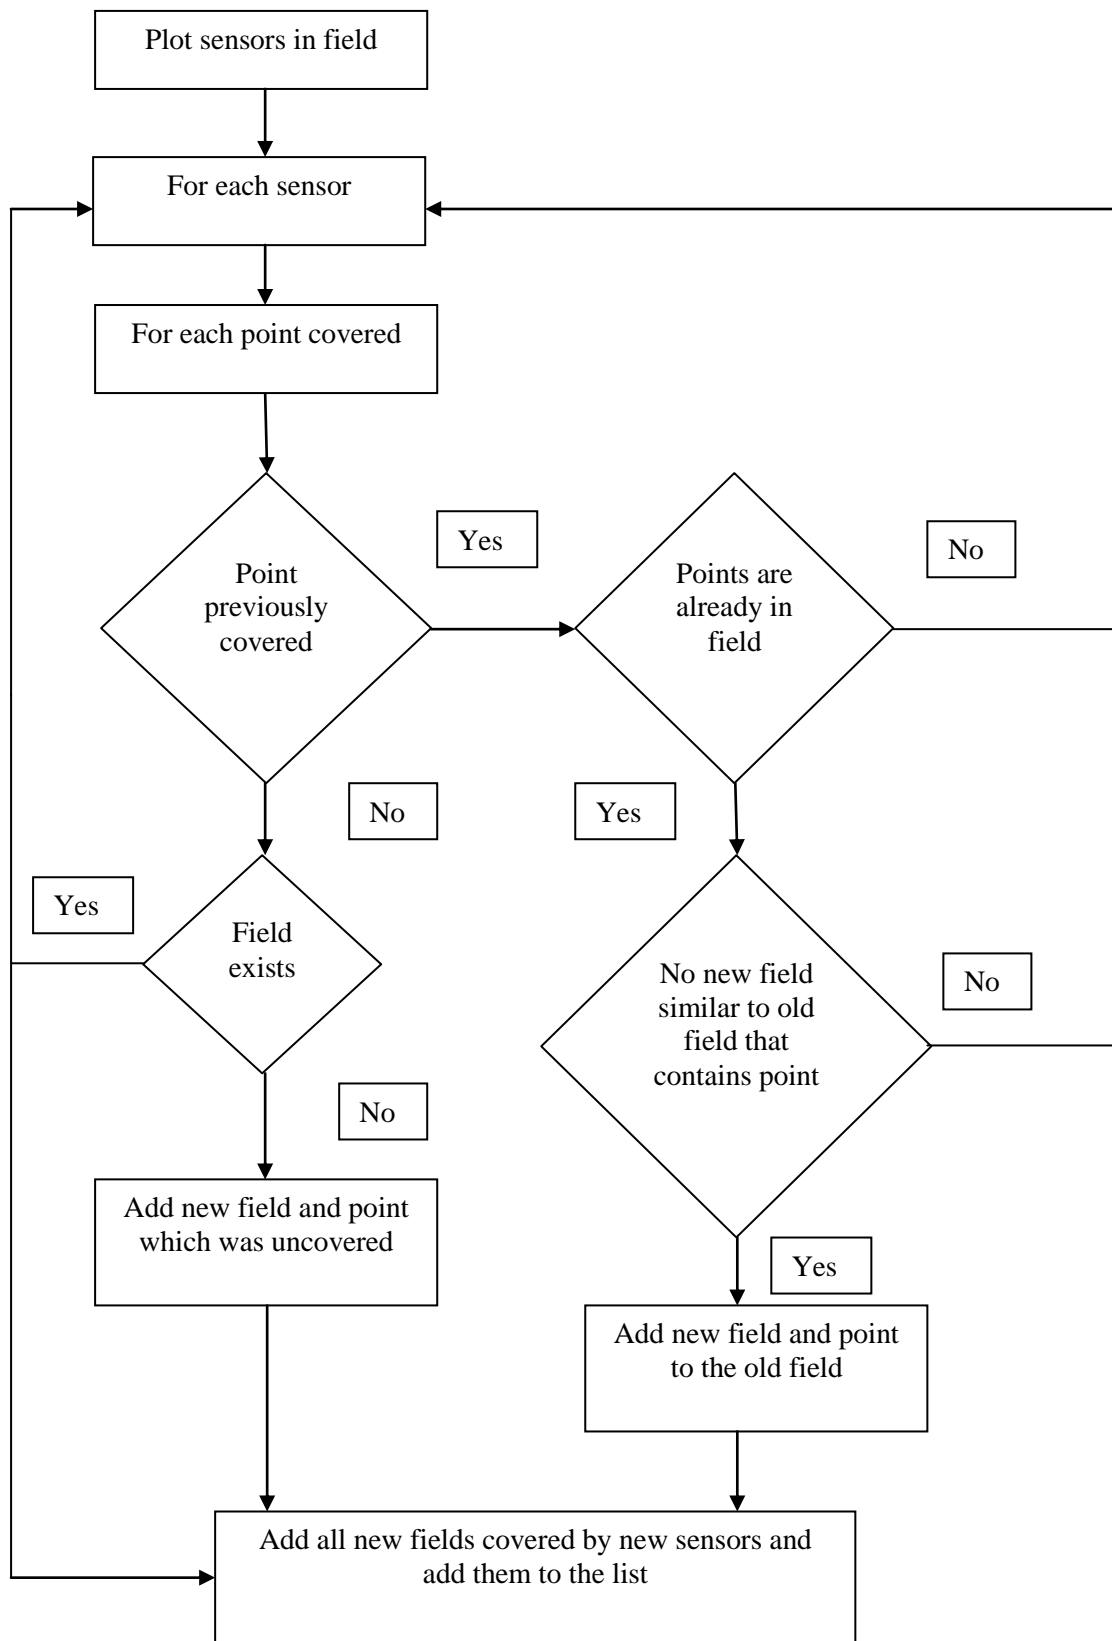 Plot sensors in field
For each sensor
For each point covered
Point
previously
covered
Yes
Points are
already in
field
No
No
Yes
Yes
Field
exists
No new field
similar to old
field that
contains point
No
No
Add new field and point
which was uncovered
Yes
Add new field and point
to the old field
Add all new fields covered by new sensors and
add them to the list